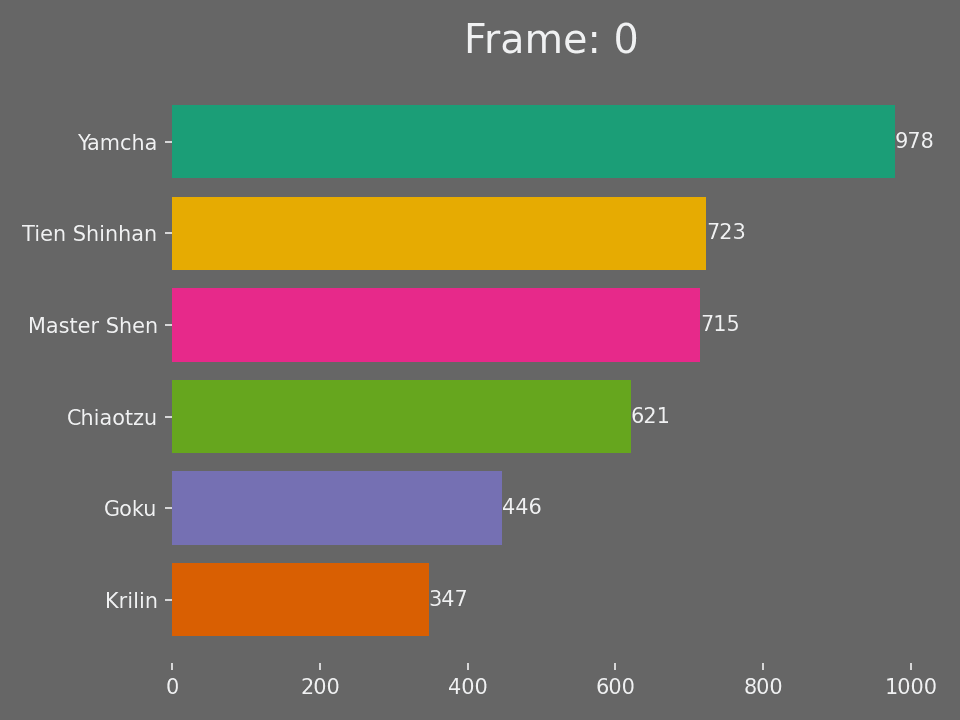 Frame: 0
Yamcha 978
Tien Shinhan 723
Master Shen 715
Chiaotzu 621
Goku 446
Krilin 347
0 200 400 600 800 1000